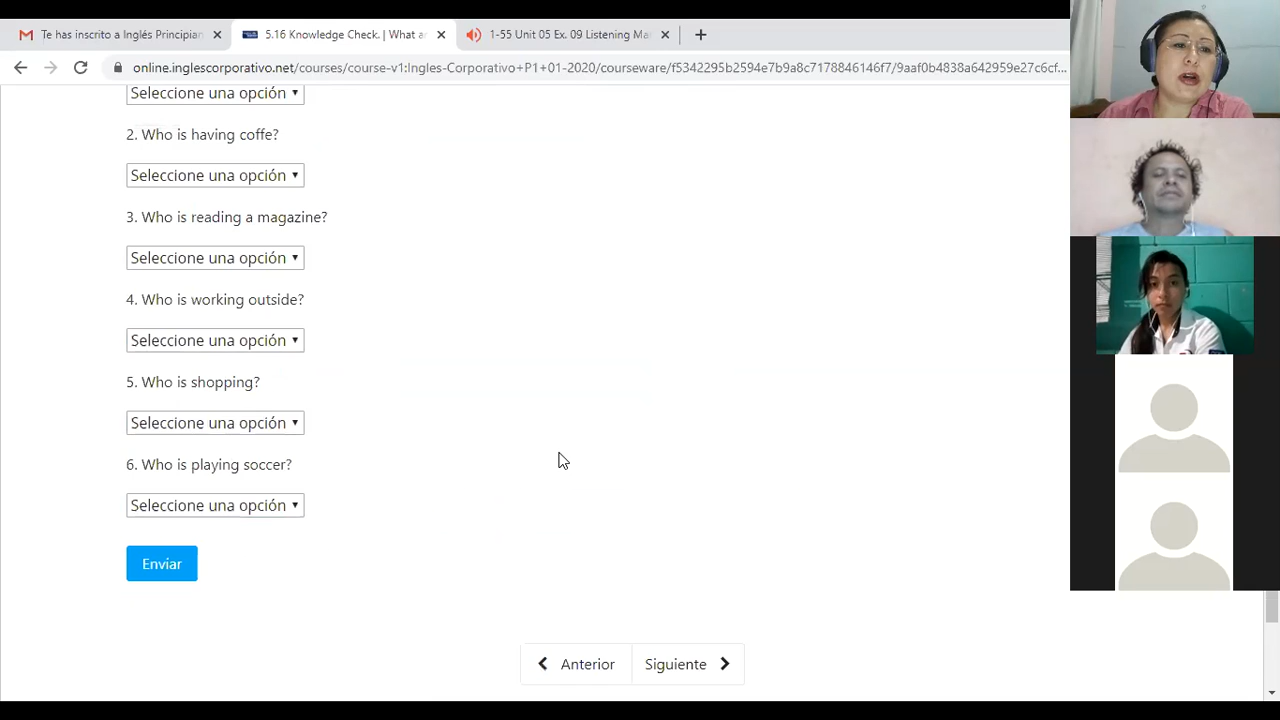 Te has inscrito a Inglés Principian
5.16 Knowledge Check. | What a
1-55 Unit 05 Ex. 09 Listening Ma
online.inglescorporativo.net/courses/course-v1:Ingles-Corporativo+P1+01-2020/courseware/f5342295b2594e7b9a8c7178846146f7/9aaf0b4838a642959e27c6cf...
Seleccione una opción
2. Who is having coffe?
Seleccione una opción
3. Who is reading a magazine?
Seleccione una opción
4. Who is working outside?
Seleccione una opción
5. Who is shopping?
Seleccione una opción
6. Who is playing soccer?
Seleccione una opción
Enviar
Anterior
Siguiente